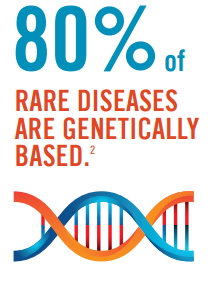 80% of
RARE DISEASES
ARE GENETICALLY
BASED.2